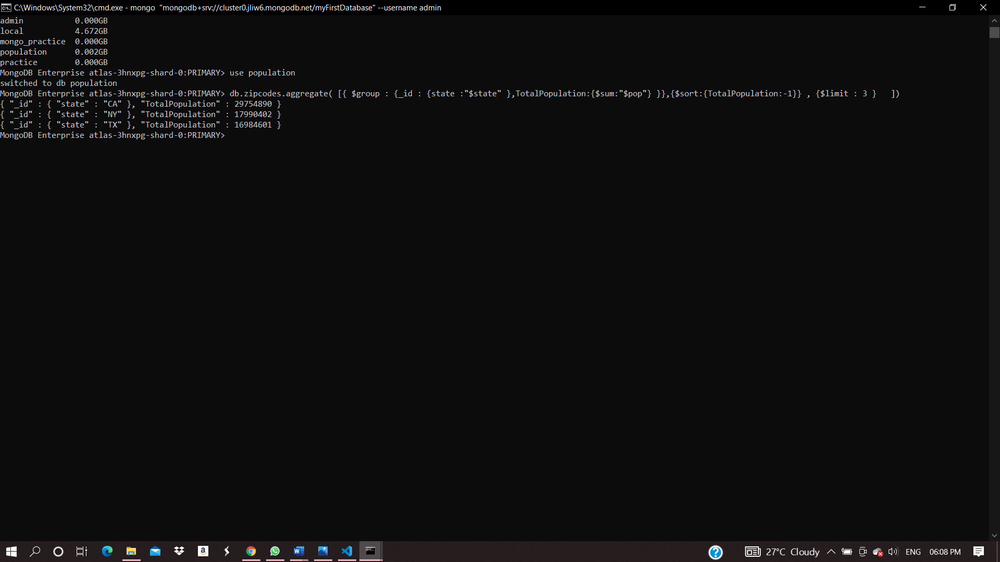 C:\Windows\System32\cmd.exe - mongo  "mongodb+srv://cluster0.jliw6.mongodb.net/myFirstDatabase" --username admin
admin           0.000GB
local           4.672GB
mongo_practice  0.000GB
population      0.002GB
practice        0.000GB
MongoDB Enterprise atlas-3hnxpg-shard-0:PRIMARY> use population
switched to db population
MongoDB Enterprise atlas-3hnxpg-shard-0:PRIMARY> db.zipcodes.aggregate( [{ $group : {_id : {state :"$state" },TotalPopulation:{$sum:"$pop"} }},{$sort:{TotalPopulation:-1}} , {$limit : 3 }   ])
{ "_id" : { "state" : "CA" }, "TotalPopulation" : 29754890 }
{ "_id" : { "state" : "NY" }, "TotalPopulation" : 17990402 }
{ "_id" : { "state" : "TX" }, "TotalPopulation" : 16984601 }
MongoDB Enterprise atlas-3hnxpg-shard-0:PRIMARY>
27°C Cloudy ENG 06:08 PM